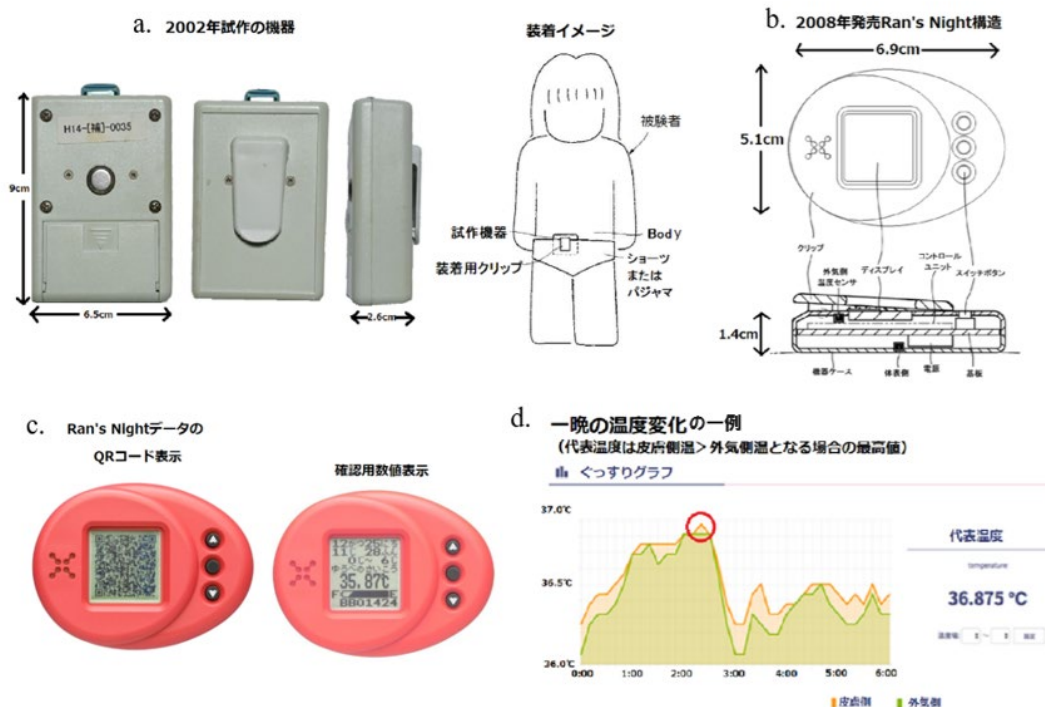 a. 2002年試作の機器
H14-[補]-0035
9cm
6.5cm
2.6cm
装着イメージ
被験者
試作機器
Body
装着用クリップ
ショーツ
または
パジャマ
b. 2008年発売Ran's Night構造
6.9cm
5.1cm
クリップ
外気側
温度センサ
ディスプレイ
コントロール
ユニット
スイッチボタン
1.4cm
機器ケース
体表側
電源
基板
c. Ran's Nightデータの
QRコード表示
確認用数値表示
35.87℃
F
E
8801424
d. 一晩の温度変化の一例
（代表温度は皮膚側温＞外気側温となる場合の最高値）
ぐっすりグラフ
37.0℃
36.5℃
36.0℃
0:00
1:00
2:00
3:00
4:00
5:00
6:00
皮膚側
外気側
代表温度
temperature
36.875 ℃